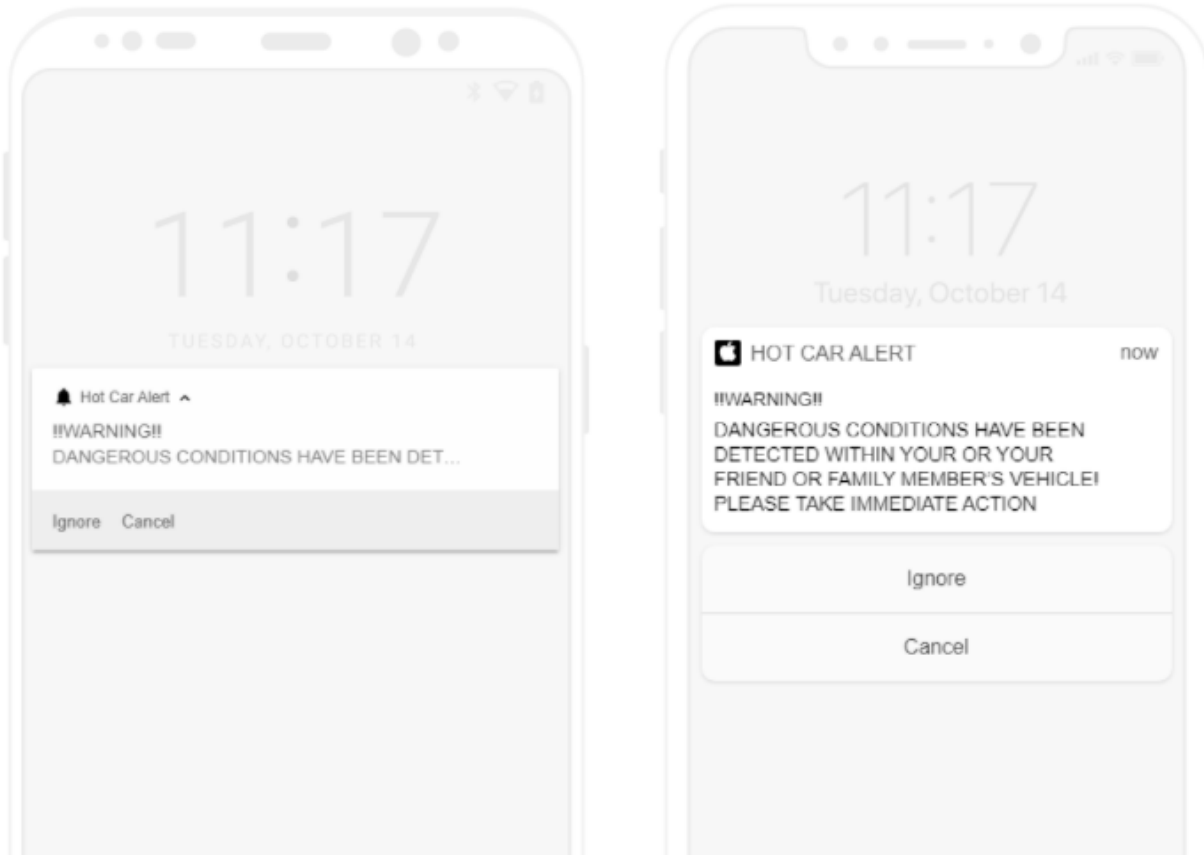 11:17
TUESDAY, OCTOBER 14
Hot Car Alert
!!WARNING!!
DANGEROUS CONDITIONS HAVE BEEN DET...
Ignore Cancel
11:17
Tuesday, October 14
HOT CAR ALERT now
!!WARNING!!
DANGEROUS CONDITIONS HAVE BEEN
DETECTED WITHIN YOUR OR YOUR
FRIEND OR FAMILY MEMBER'S VEHICLE!
PLEASE TAKE IMMEDIATE ACTION
Ignore
Cancel